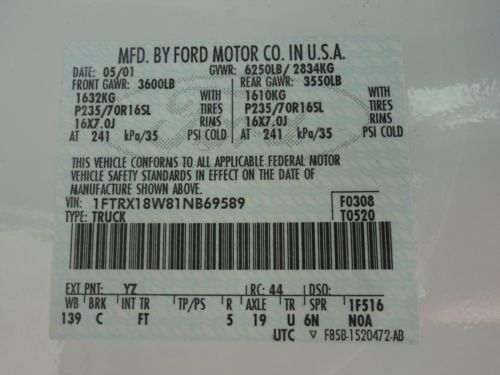 MFD. BY FORD MOTOR CO. IN U.S.A.
DATE: 05/01 GVWR: 6250LB/ 2834KG
FRONT GAWR: 3600LB REAR GAWR: 3550LB
1632KG WITH 1610KG WITH
P235/70R16SL TIRES P235/70R16SL TIRES
16X7.0J RIMS 16X7.0J RIMS
AT 241 kPa/35 PSI COLD AT 241 kPa/35 PSI COLD
THIS VEHICLE CONFORMS TO ALL APPLICABLE FEDERAL MOTOR
VEHICLE SAFETY STANDARDS IN EFFECT ON THE DATE OF
MANUFACTURE SHOWN ABOVE.
VIN: 1FTRX18W81NB69589 F0308
TYPE: TRUCK T0520
EXT PNT: YZ RC: 44 DSO:
WB BRK INT TR TP/PS R AXLE TR SPR 1F516
139 C FT 5 19 U 6N N0A
UTC ▽ F85B-1520472-AB